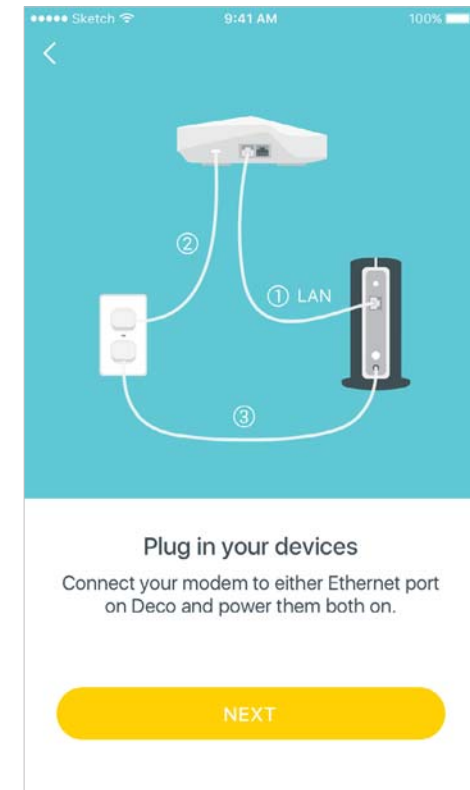 Sketch 9:41 AM 100%
②
① LAN
③
Plug in your devices
Connect your modem to either Ethernet port
on Deco and power them both on.
NEXT